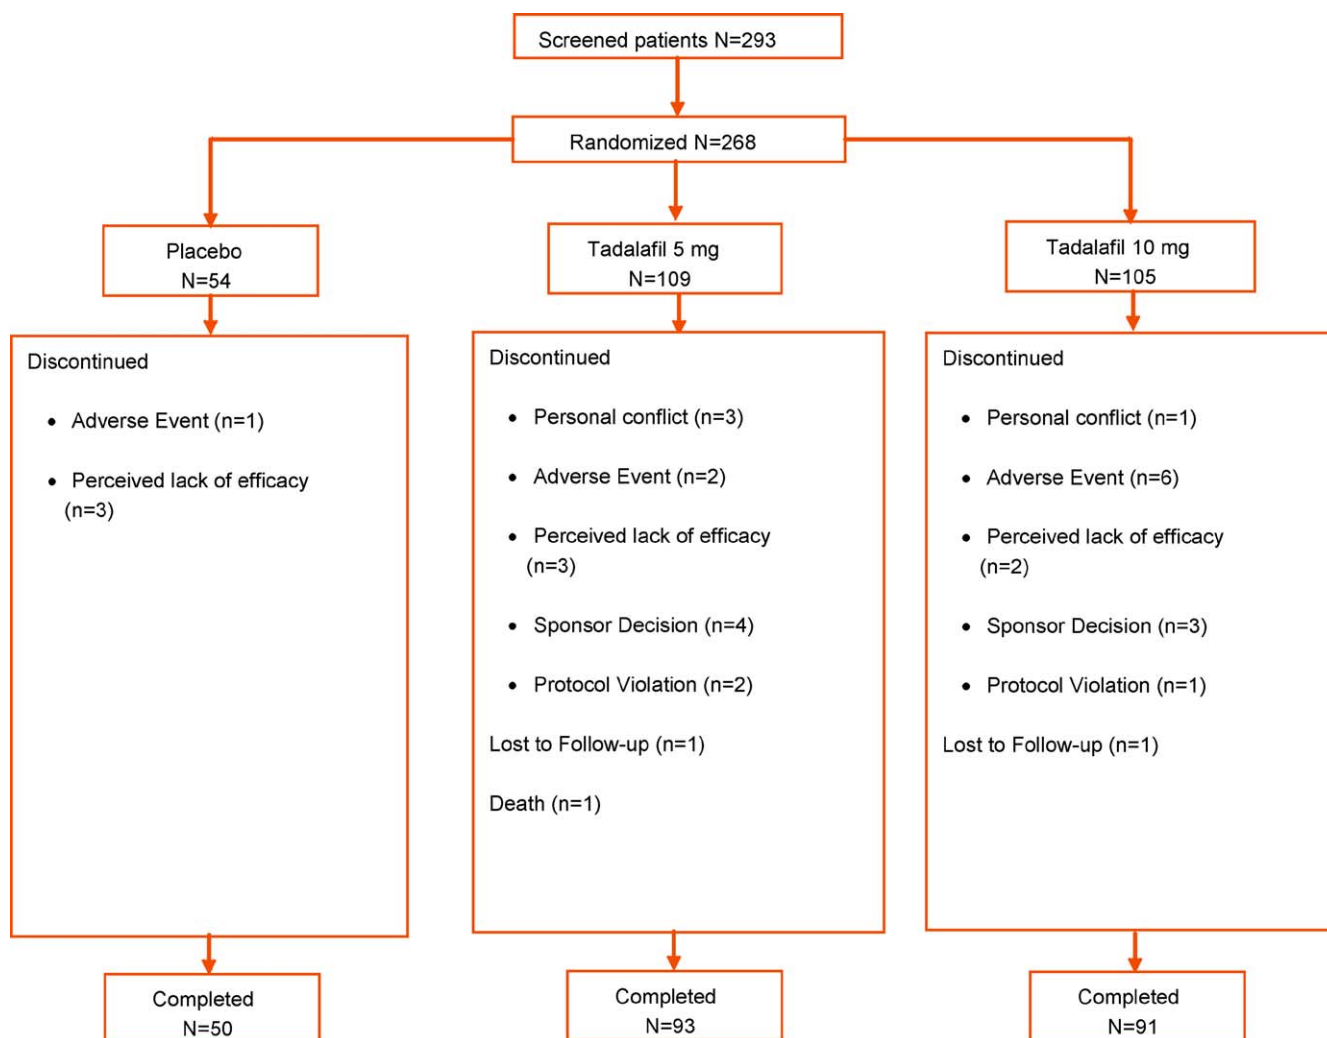 Screened patients N=293
Randomized N=268
Placebo
N=54
Tadalafil 5 mg
N=109
Tadalafil 10 mg
N=105
Discontinued
• Adverse Event (n=1)
• Perceived lack of efficacy
(n=3)
Discontinued
• Personal conflict (n=3)
• Adverse Event (n=2)
• Perceived lack of efficacy
(n=3)
• Sponsor Decision (n=4)
• Protocol Violation (n=2)
Lost to Follow-up (n=1)
Death (n=1)
Discontinued
• Personal conflict (n=1)
• Adverse Event (n=6)
• Perceived lack of efficacy
(n=2)
• Sponsor Decision (n=3)
• Protocol Violation (n=1)
Lost to Follow-up (n=1)
Completed
N=50
Completed
N=93
Completed
N=91